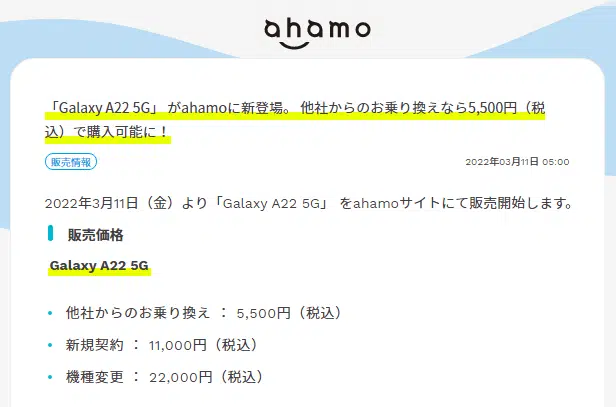 ahamo
「Galaxy A22 5G」 がahamoに新登場。 他社からのお乗り換えなら5,500円（税
込）で購入可能に！
販売情報
2022年03月11日 05:00
2022年3月11日（金）より「Galaxy A22 5G」 をahamoサイトにて販売開始します。
販売価格
Galaxy A22 5G
• 他社からのお乗り換え ： 5,500円（税込）
• 新規契約 ： 11,000円（税込）
• 機種変更 ： 22,000円（税込）